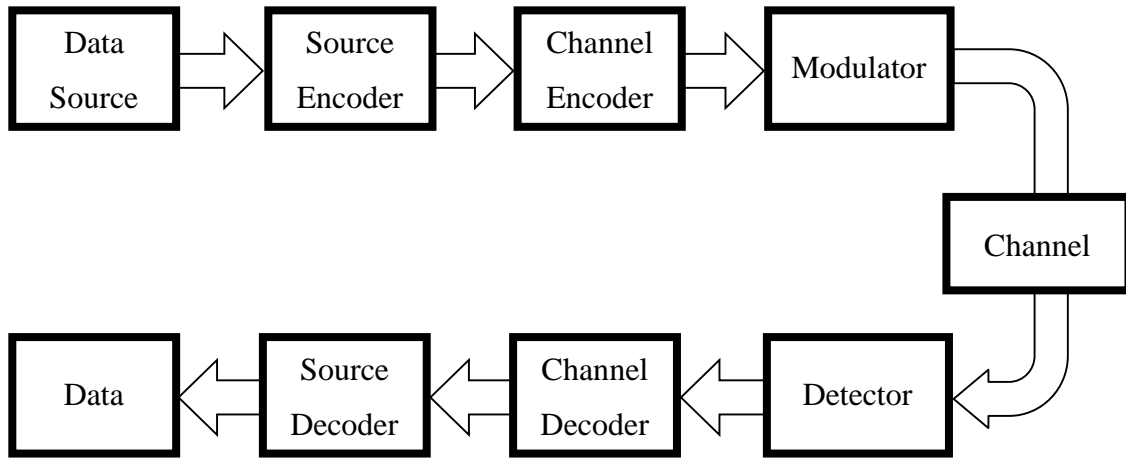 Data
Source
Source
Encoder
Channel
Encoder
Modulator
Channel
Data
Source
Decoder
Channel
Decoder
Detector